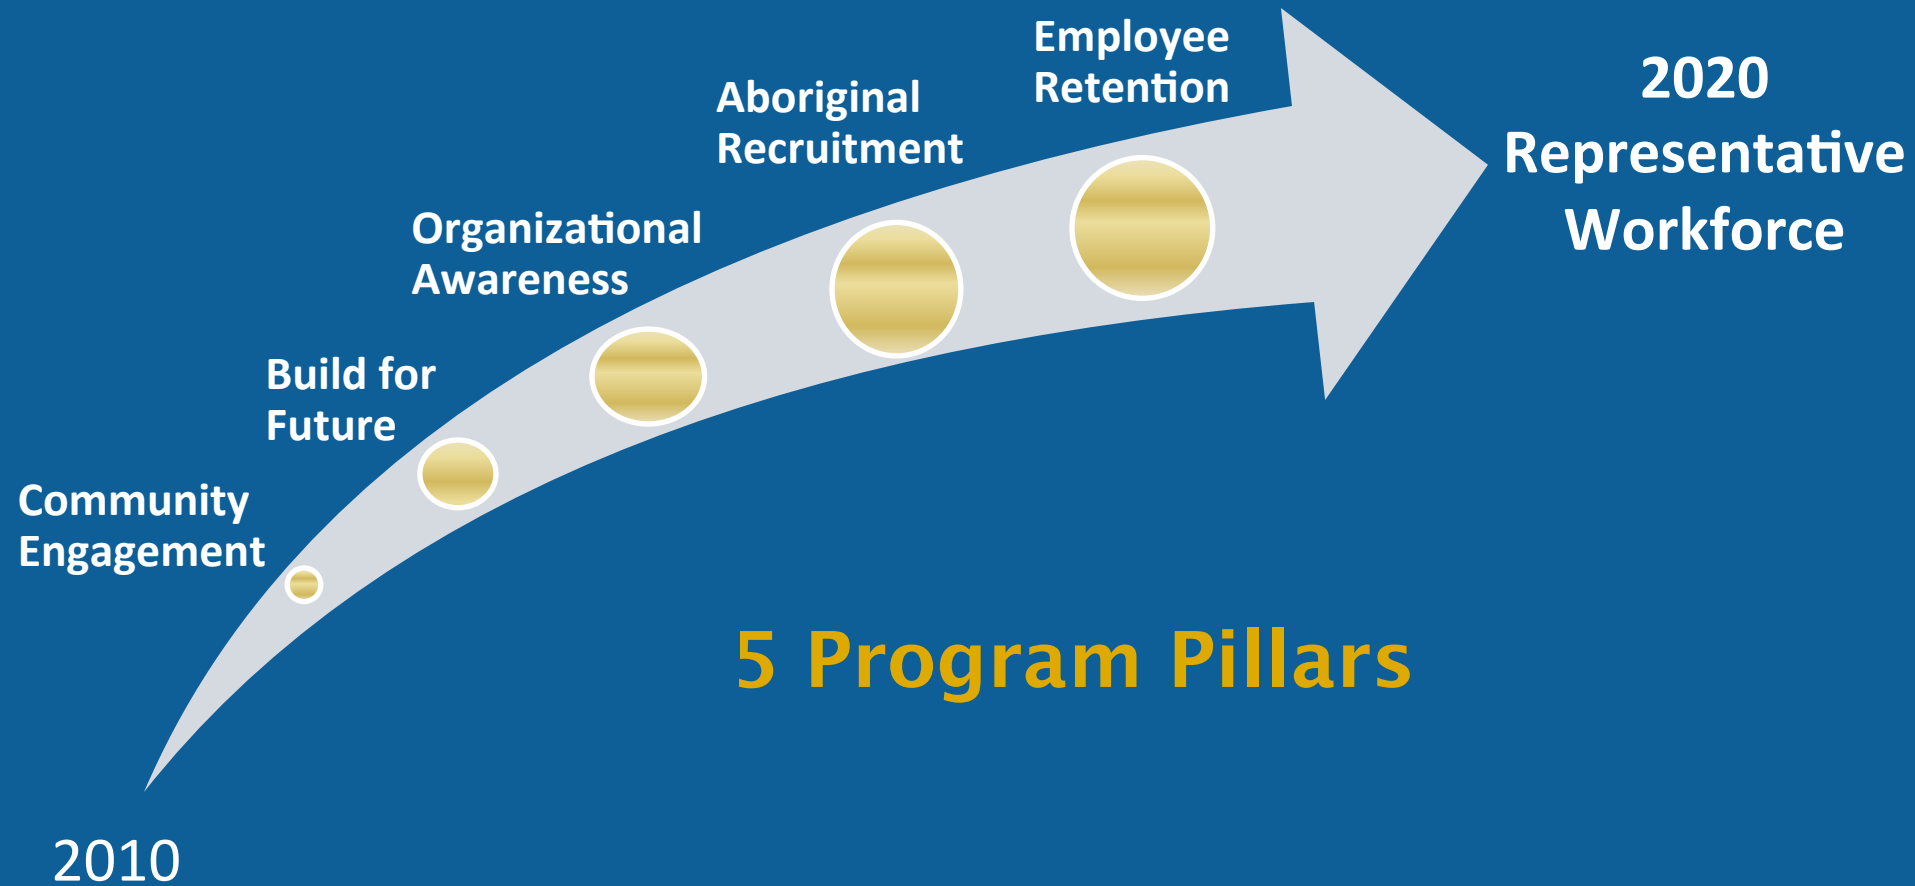 Employee
Retention
Aboriginal
Recruitment
Organizational
Awareness
Build for
Future
Community
Engagement
2020
Representative
Workforce
5 Program Pillars
2010